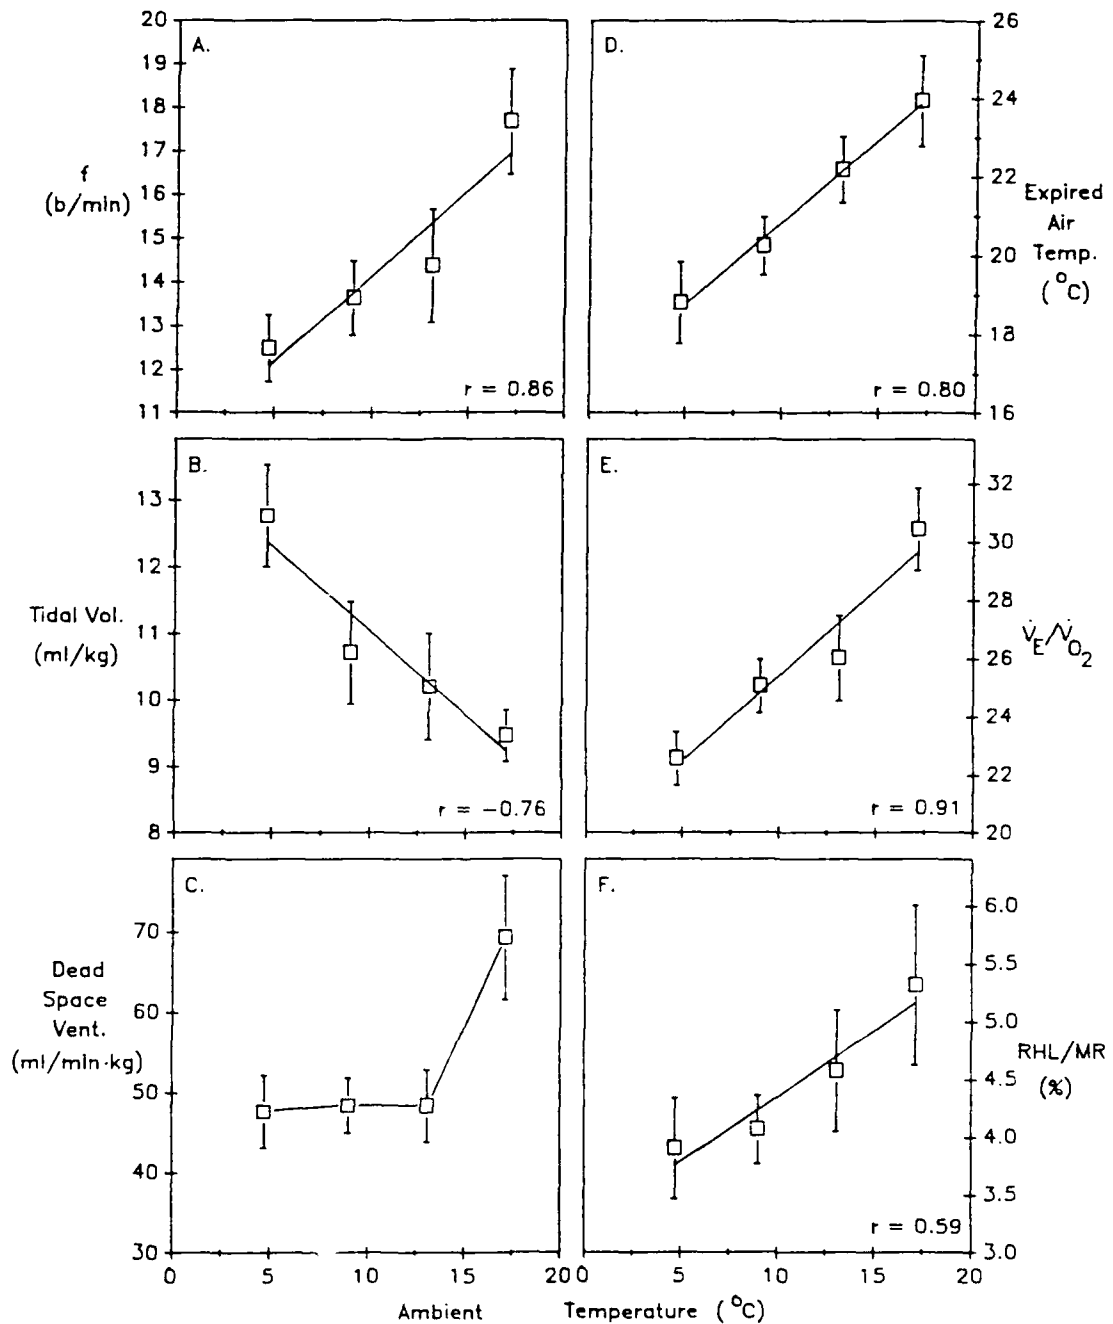 A.
20
19
18
17
16
15
14
13
12
11
f
(b/min)
r = 0.86
D.
26
24
22
20
18
16
Expired
Air
Temp.
(°C)
r = 0.80
B.
13
12
11
10
9
8
Tidal Vol.
(ml/kg)
r = −0.76
E.
32
30
28
26
24
22
20
V̇E/V̇O2
r = 0.91
C.
70
60
50
40
30
Dead
Space
Vent.
(ml/min·kg)
0 5 10 15 20
F.
6.0
5.5
5.0
4.5
4.0
3.5
3.0
RHL/MR
(%)
r = 0.59
0 5 10 15 20
Ambient Temperature (°C)